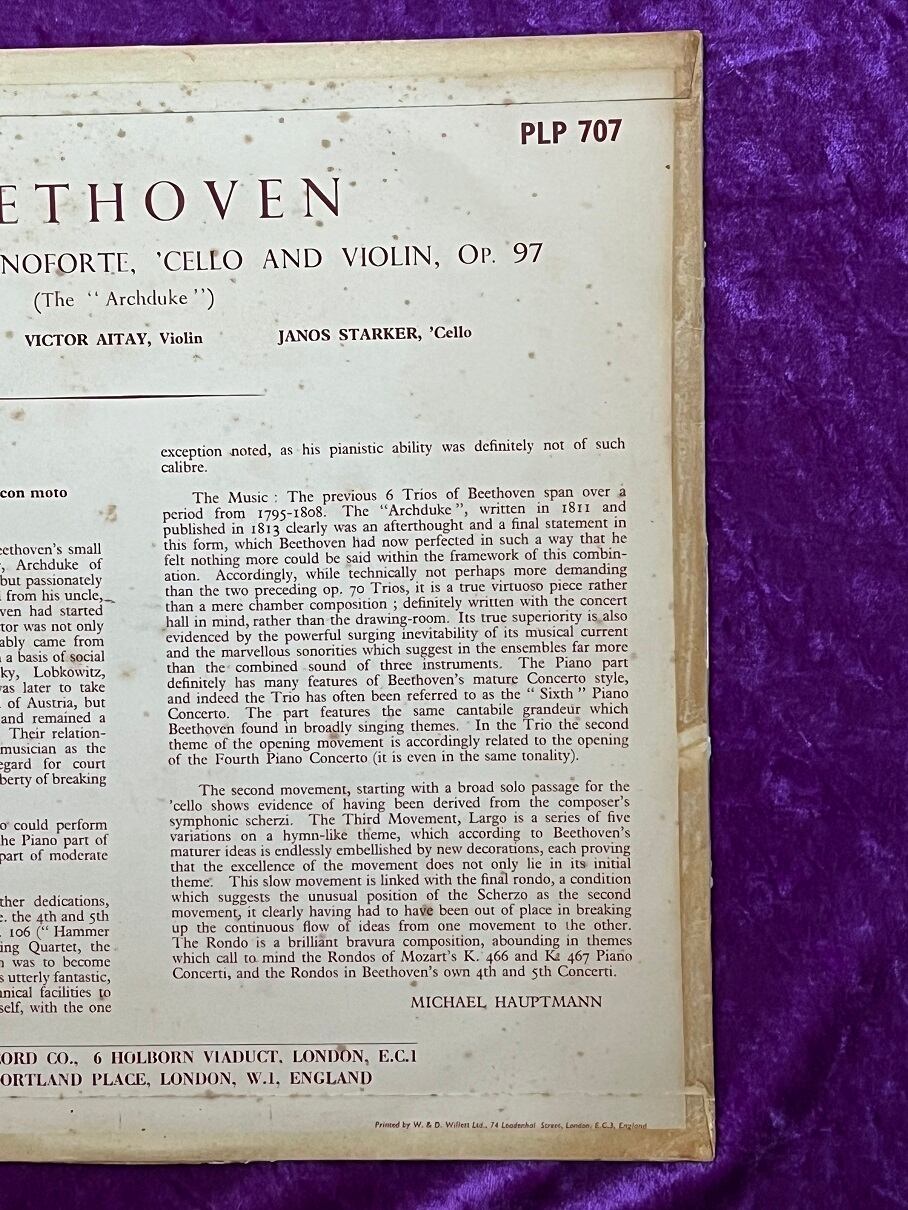 PLP 707
ETHOVEN
NOFORTE, 'CELLO AND VIOLIN, Op. 97
(The "Archduke")
VICTOR AITAY, Violin JANOS STARKER, 'Cello
con moto
eethoven's small
, Archduke of
but passionately
from his uncle,
ven had started
tor was not only
ably came from
a basis of social
ky, Lobkowitz,
as later to take
of Austria, but
and remained a
Their relation-
musician as the
egard for court
berty of breaking
o could perform
he Piano part of
part of moderate
ther dedications,
e. the 4th and 5th
. 106 ("Hammer
ing Quartet, the
n was to become
s utterly fantastic,
nical facilities to
self, with the one
exception noted, as his pianistic ability was definitely not of such
calibre.
The Music : The previous 6 Trios of Beethoven span over a
period from 1795-1808. The "Archduke", written in 1811 and
published in 1813 clearly was an afterthought and a final statement in
this form, which Beethoven had now perfected in such a way that he
felt nothing more could be said within the framework of this combin-
ation. Accordingly, while technically not perhaps more demanding
than the two preceding op. 70 Trios, it is a true virtuoso piece rather
than a mere chamber composition ; definitely written with the concert
hall in mind, rather than the drawing-room. Its true superiority is also
evidenced by the powerful surging inevitability of its musical current
and the marvellous sonorities which suggest in the ensembles far more
than the combined sound of three instruments. The Piano part
definitely has many features of Beethoven's mature Concerto style,
and indeed the Trio has often been referred to as the "Sixth" Piano
Concerto. The part features the same cantabile grandeur which
Beethoven found in broadly singing themes. In the Trio the second
theme of the opening movement is accordingly related to the opening
of the Fourth Piano Concerto (it is even in the same tonality).
The second movement, starting with a broad solo passage for the
'cello shows evidence of having been derived from the composer's
symphonic scherzi. The Third Movement, Largo is a series of five
variations on a hymn-like theme, which according to Beethoven's
maturer ideas is endlessly embellished by new decorations, each proving
that the excellence of the movement does not only lie in its initial
theme. This slow movement is linked with the final rondo, a condition
which suggests the unusual position of the Scherzo as the second
movement, it clearly having had to have been out of place in breaking
up the continuous flow of ideas from one movement to the other.
The Rondo is a brilliant bravura composition, abounding in themes
which call to mind the Rondos of Mozart's K. 466 and K. 467 Piano
Concerti, and the Rondos in Beethoven's own 4th and 5th Concerti.
MICHAEL HAUPTMANN
ORD CO., 6 HOLBORN VIADUCT, LONDON, E.C.1
ORTLAND PLACE, LONDON, W.1, ENGLAND
Printed by W. & D. Willett Ltd., 74 Leadenhal Street, London, E.C.3, England